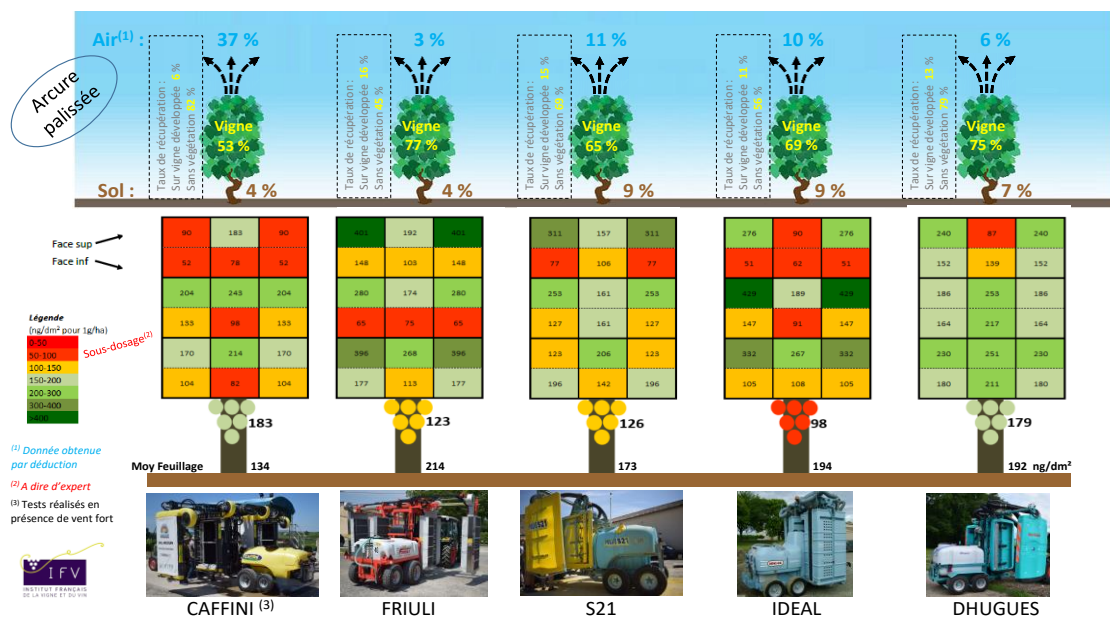 Air(1) : 37 % 3 % 11 % 10 % 6 %
Arcure
palissée
Taux de récupération :
Sur vigne développée 6 %
Sans végétation 82 %
Vigne
53 %
Taux de récupération :
Sur vigne développée 16 %
Sans végétation 45 %
Vigne
77 %
Taux de récupération :
Sur vigne développée 15 %
Sans végétation 69 %
Vigne
65 %
Taux de récupération :
Sur vigne développée 11 %
Sans végétation 56 %
Vigne
69 %
Taux de récupération :
Sur vigne développée 13 %
Sans végétation 79 %
Vigne
75 %
Sol : 4 % 4 % 9 % 9 % 7 %
Face sup
Face inf
90 183 90 401 192 401 311 157 311 276 90 276 240 87 240
52 78 52 148 103 148 77 106 77 51 62 51 152 139 152
204 243 204 280 174 280 253 161 253 429 189 429 186 253 186
133 98 133 65 75 65 127 161 127 147 91 147 164 217 164
170 214 170 396 268 396 123 206 123 332 267 332 230 251 230
104 82 104 177 113 177 196 142 196 105 108 105 180 211 180
Légende
(ng/dm² pour 1g/ha)
0-50
50-100
100-150
150-200
200-300
300-400
>400
Sous-dosage(2)
183 123 126 98 179
Moy Feuillage 134 214 173 194 192 ng/dm²
(1) Donnée obtenue
par déduction
(2) A dire d'expert
(3) Tests réalisés en
présence de vent fort
IFV
INSTITUT FRANÇAIS
DE LA VIGNE ET DU VIN
CAFFINI (3) FRIULI S21 IDEAL DHUGUES